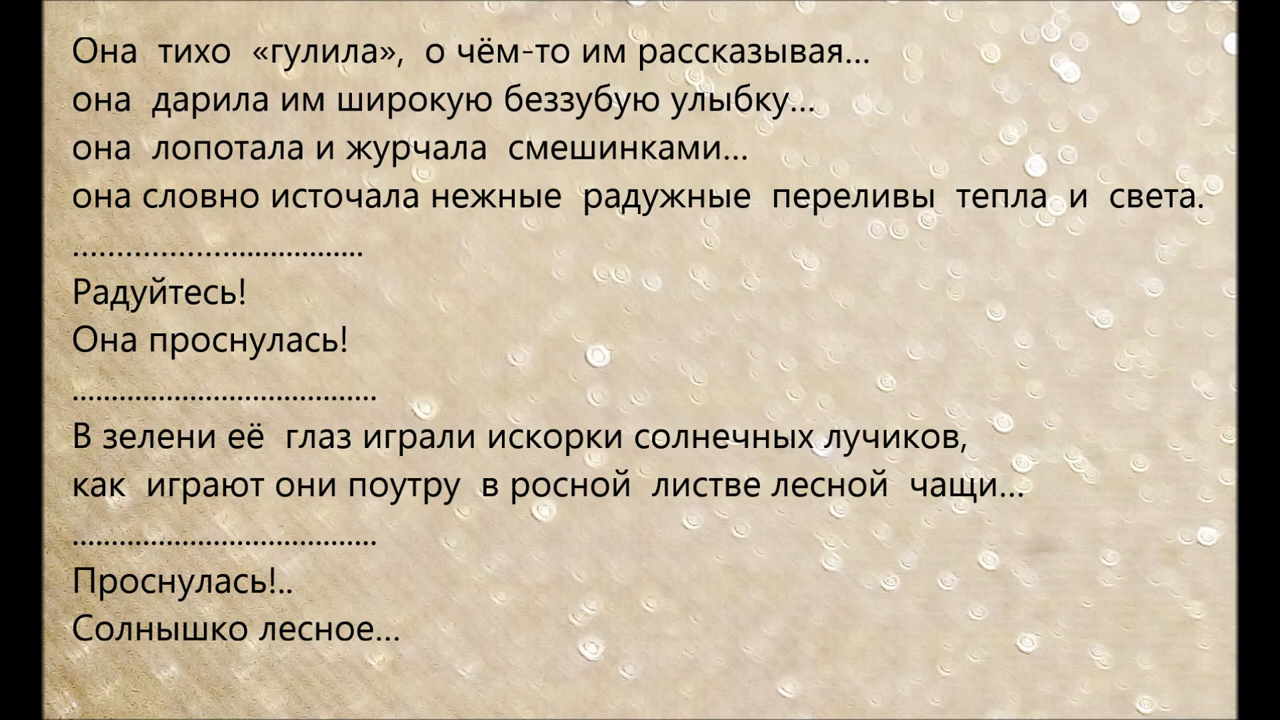 Она тихо «гулила», о чём-то им рассказывая...
она дарила им широкую беззубую улыбку...
она лопотала и журчала смешинками...
она словно источала нежные радужные переливы тепла и света.
....................................
Радуйтесь!
Она проснулась!
....................................
В зелени её глаз играли искорки солнечных лучиков,
как играют они поутру в росной листве лесной чащи...
....................................
Проснулась!..
Солнышко лесное...